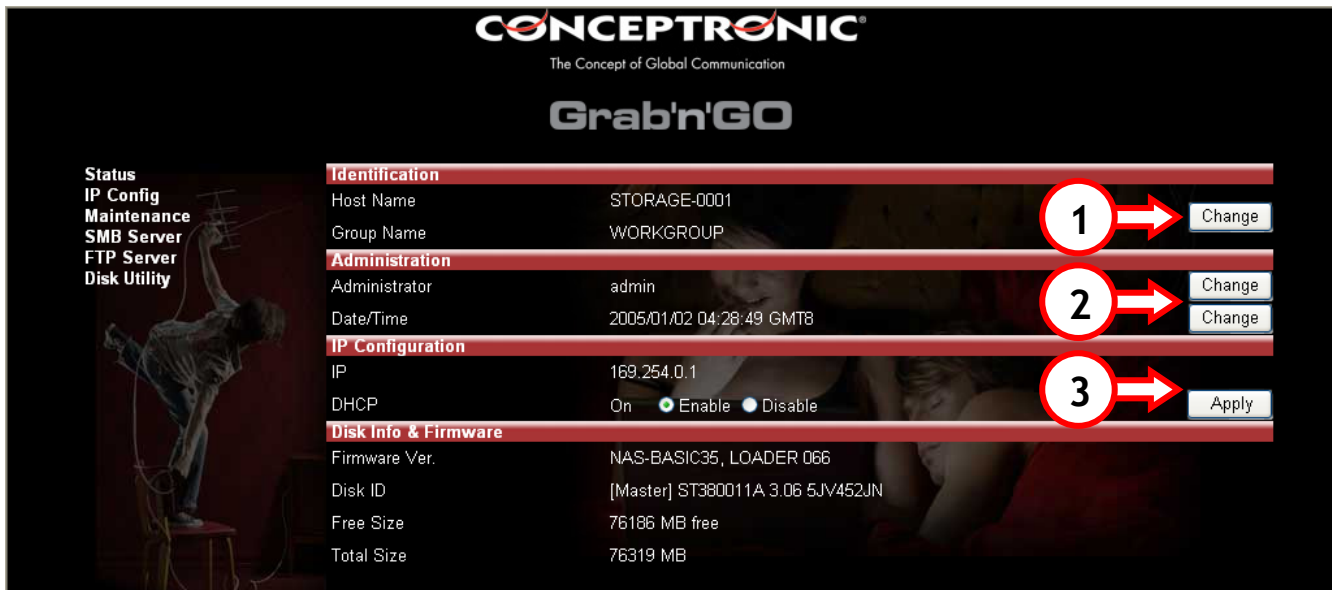 CONCEPTRONIC®
The Concept of Global Communication
Grab'n'GO
Status
IP Config
Maintenance
SMB Server
FTP Server
Disk Utility
Identification
Host Name STORAGE-0001
Group Name WORKGROUP
1 Change
Administration
Administrator admin Change
Date/Time 2005/01/02 04:28:49 GMT8 Change
2
IP Configuration
IP 169.254.0.1
DHCP On Enable Disable Apply
3
Disk Info & Firmware
Firmware Ver. NAS-BASIC35, LOADER 066
Disk ID [Master] ST380011A 3.06 5JV452JN
Free Size 76186 MB free
Total Size 76319 MB